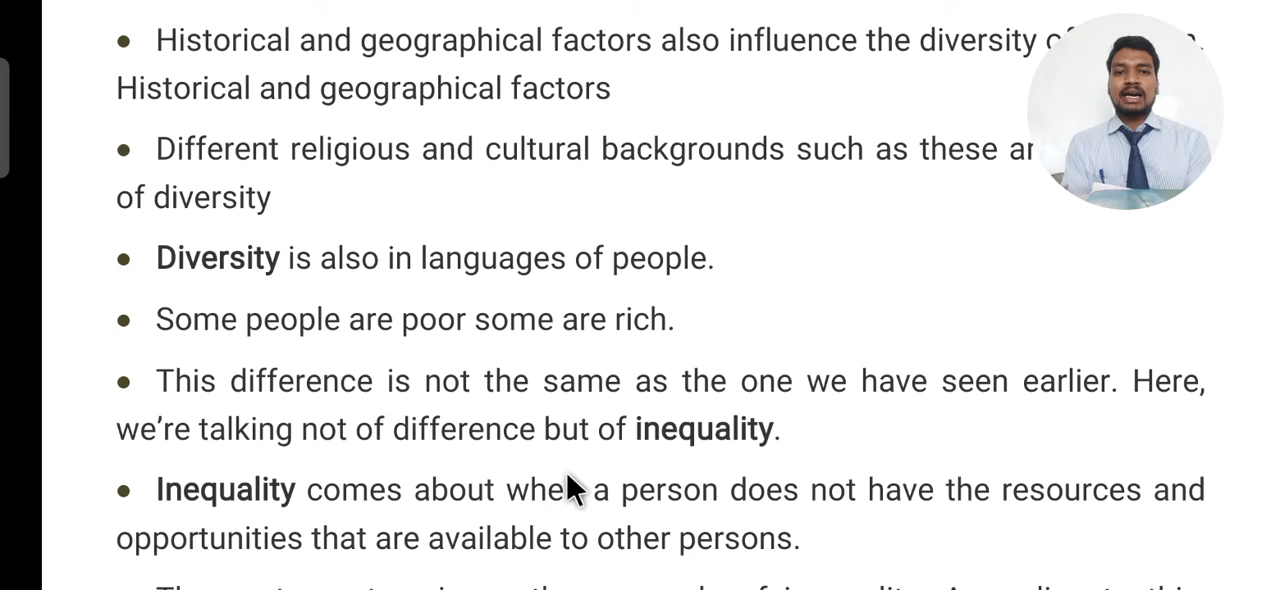 • Historical and geographical factors also influence the diversity
Historical and geographical factors
• Different religious and cultural backgrounds such as these
of diversity
• Diversity is also in languages of people.
• Some people are poor some are rich.
• This difference is not the same as the one we have seen earlier. Here,
we’re talking not of difference but of inequality.
• Inequality comes about when a person does not have the resources and
opportunities that are available to other persons.